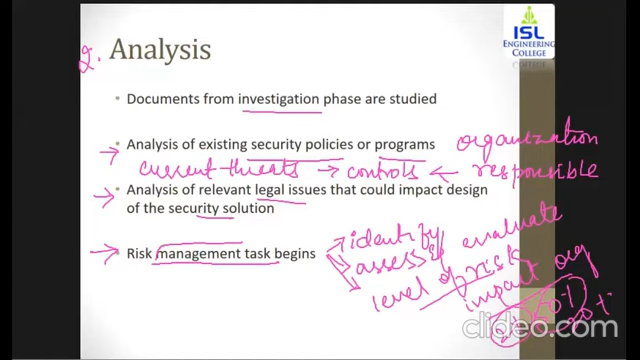 ISL
ENGINEERING
COLLEGE
2. Analysis
• Documents from investigation phase are studied
• Analysis of existing security policies or programs
organization
current threats → controls ← responsible
• Analysis of relevant legal issues that could impact design
of the security solution
• Risk management task begins
→ identify
assess & evaluate
level of risk
impact org
clideo.com